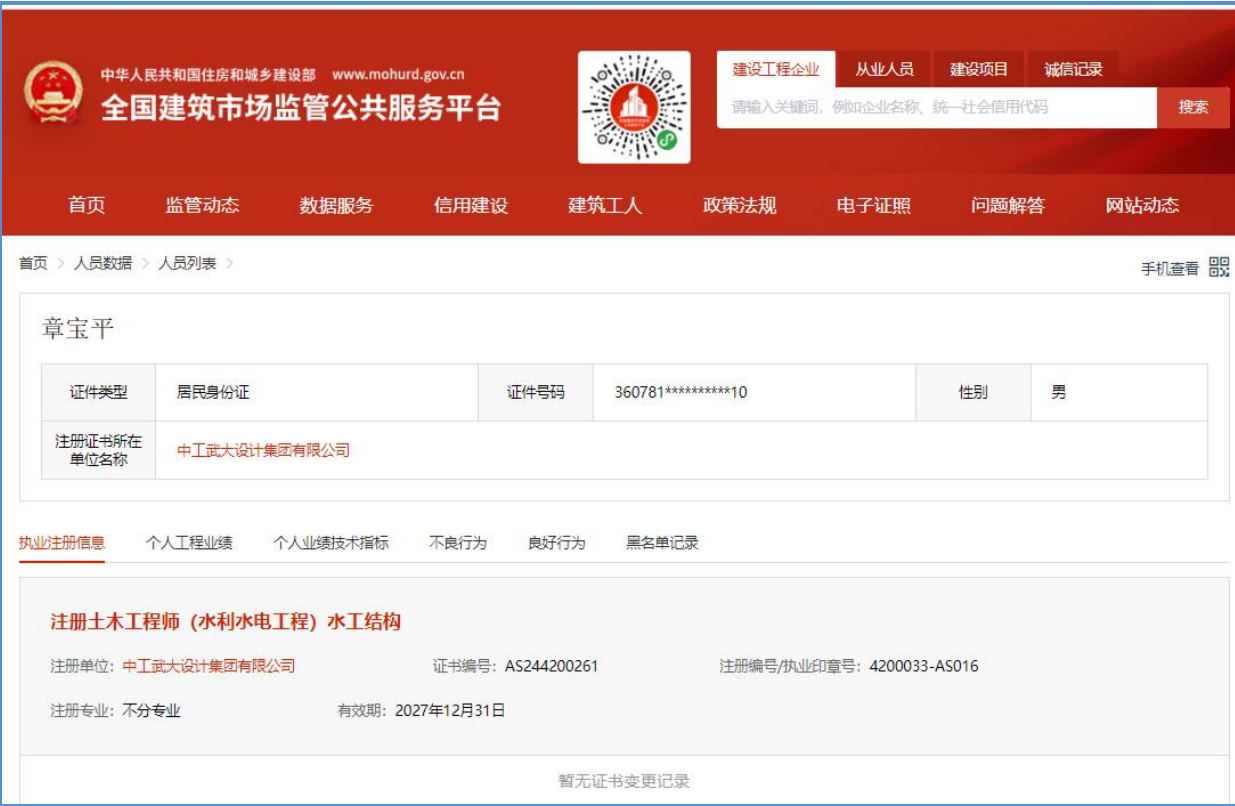 中华人民共和国住房和城乡建设部 www.mohurd.gov.cn
全国建筑市场监管公共服务平台
建设工程企业 从业人员 建设项目 诚信记录
请输入关键词，例如企业名称、统一社会信用代码 搜索
首页 监管动态 数据服务 信用建设 建筑工人 政策法规 电子证照 问题解答 网站动态
首页 > 人员数据 > 人员列表 >
手机查看
章宝平
证件类型 居民身份证 证件号码 360781**********10 性别 男
注册证书所在
单位名称
中工武大设计集团有限公司
执业注册信息 个人工程业绩 个人业绩技术指标 不良行为 良好行为 黑名单记录
注册土木工程师（水利水电工程）水工结构
注册单位：中工武大设计集团有限公司 证书编号：AS244200261 注册编号/执业印章号：4200033-AS016
注册专业：不分专业 有效期：2027年12月31日
暂无证书变更记录